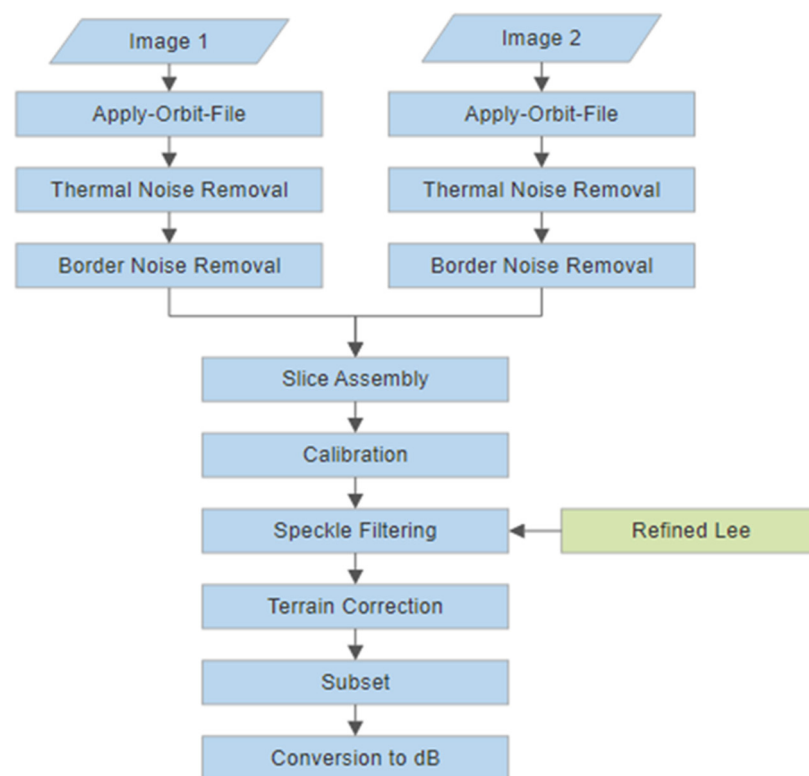 Image 1
Image 2
Apply-Orbit-File
Apply-Orbit-File
Thermal Noise Removal
Thermal Noise Removal
Border Noise Removal
Border Noise Removal
Slice Assembly
Calibration
Speckle Filtering
Refined Lee
Terrain Correction
Subset
Conversion to dB